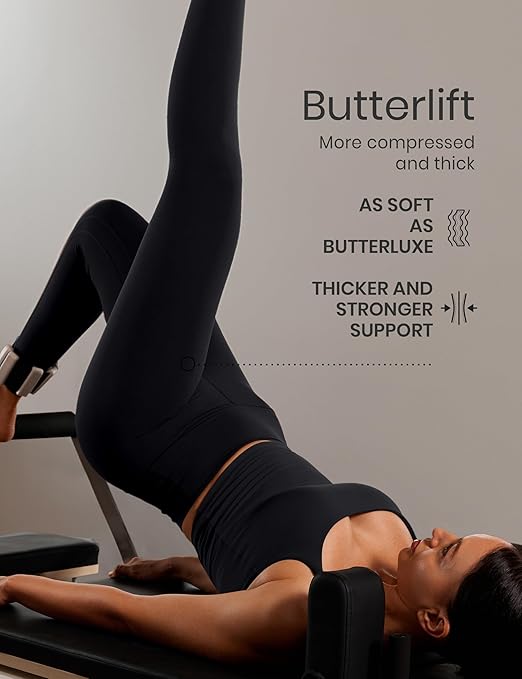 Butterlift
More compressed
and thick
AS SOFT
AS
BUTTERLUXE
THICKER AND
STRONGER
SUPPORT